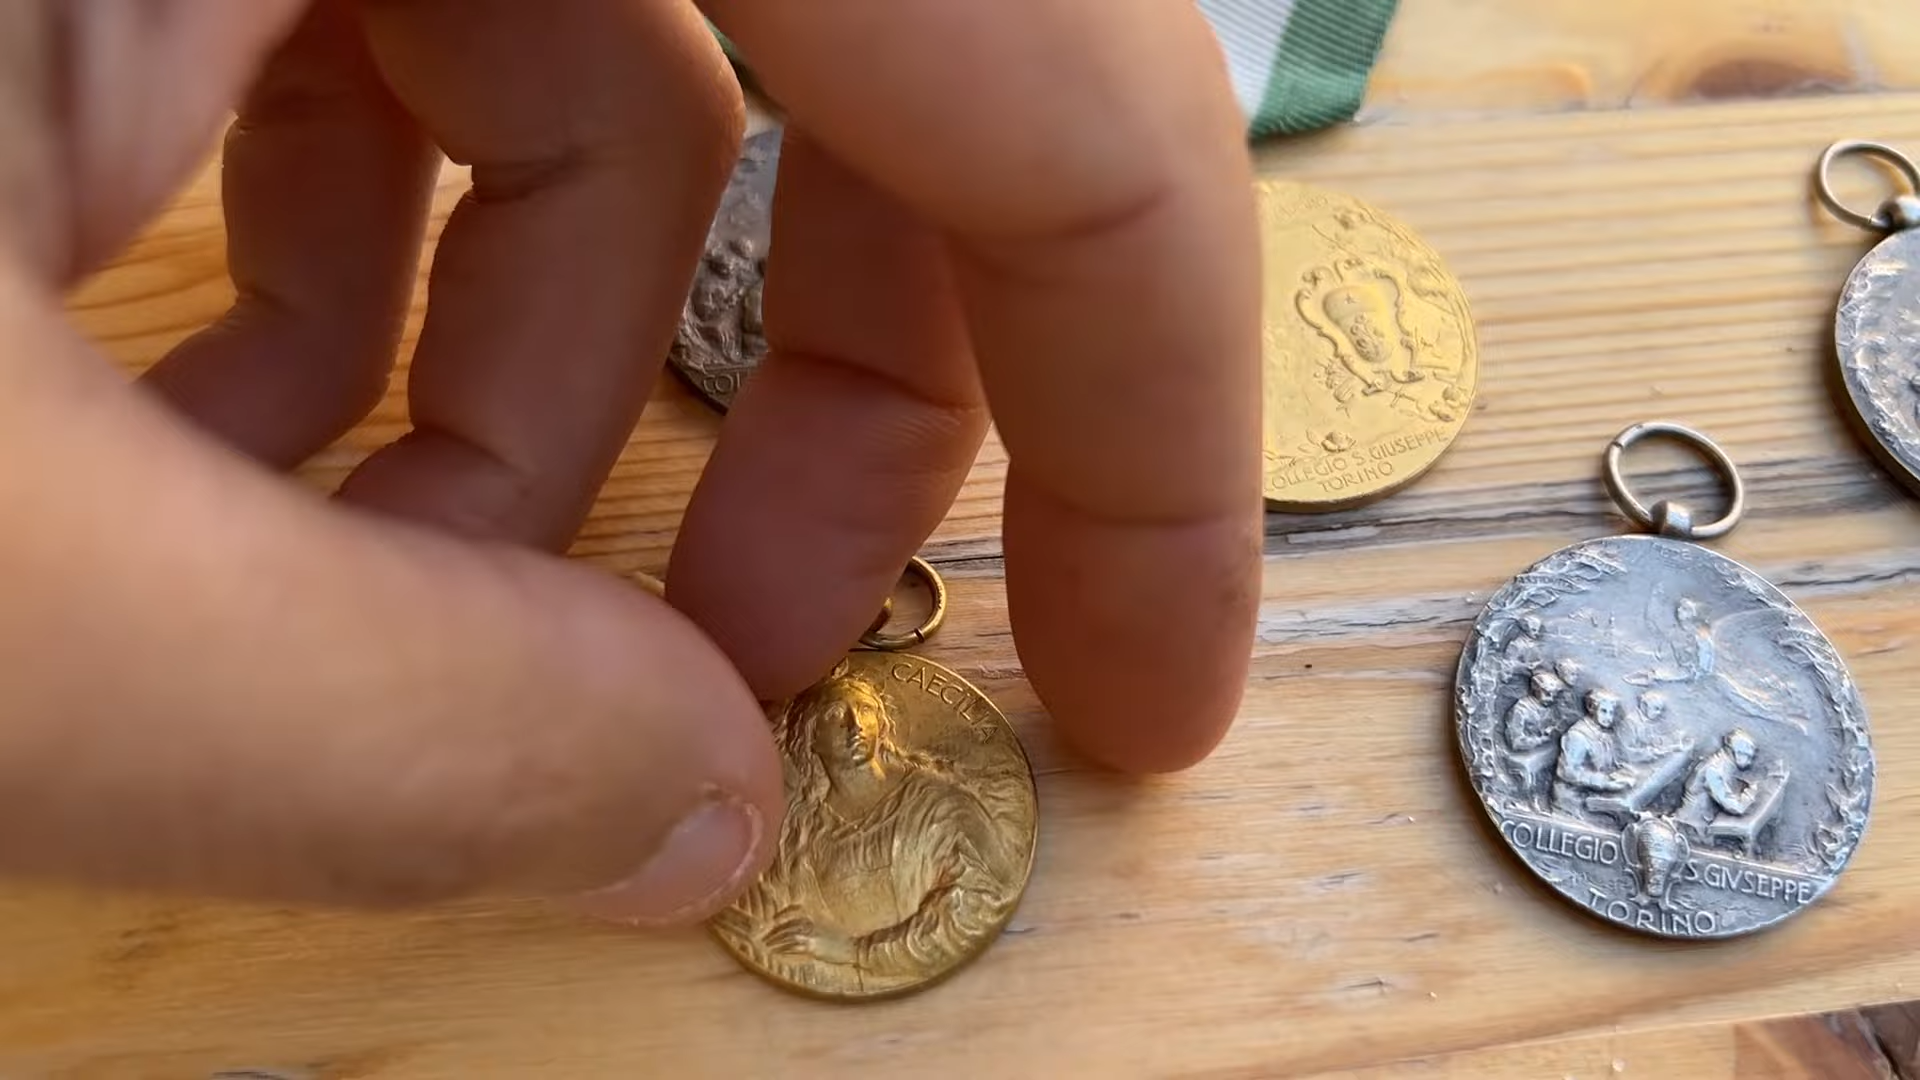 COLLEGIO S. GIUSEPPE
TORINO
CAECILIA
COLLEGIO S. GIVSEPPE
TORINO